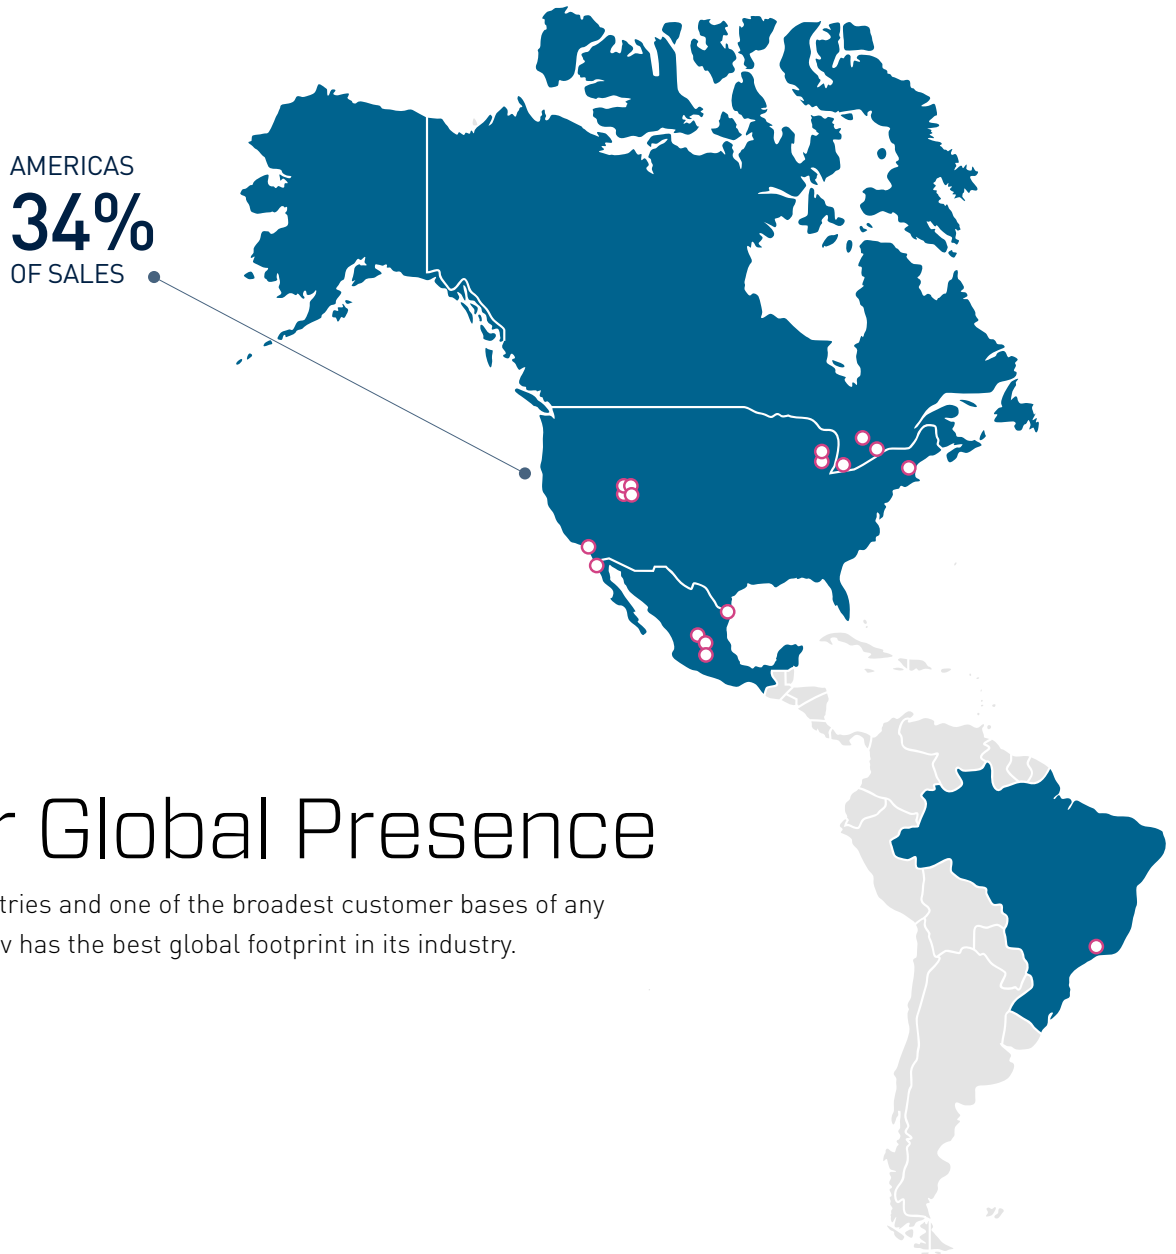 AMERICAS
34%
OF SALES
r Global Presence
tries and one of the broadest customer bases of any
v has the best global footprint in its industry.